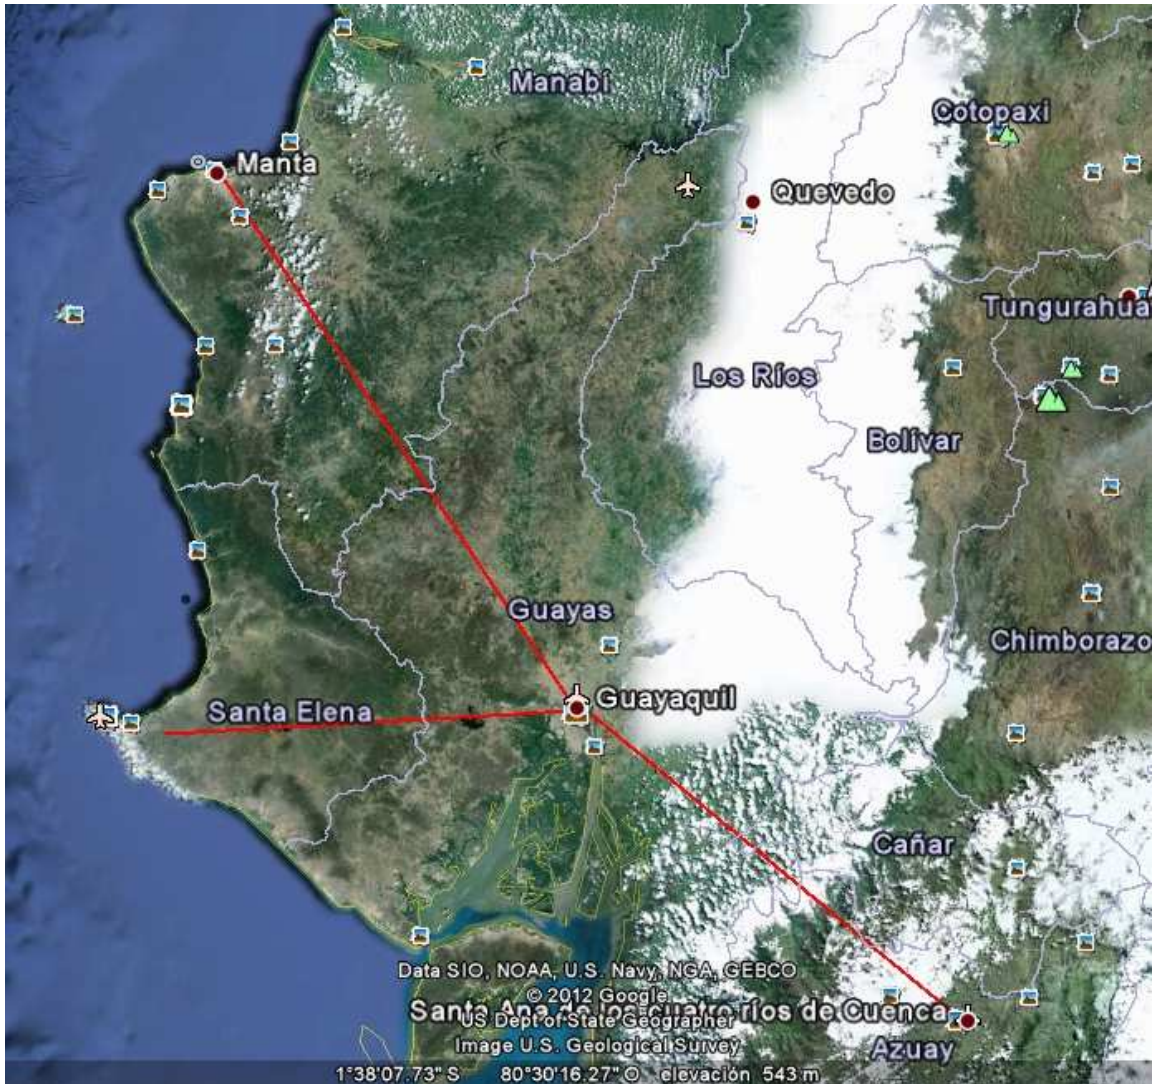 Manabí
Cotopaxi
Manta
Quevedo
Tungurahua
Los Ríos
Bolívar
Guayas
Chimborazo
Guayaquil
Santa Elena
Cañar
Data SIO, NOAA, U.S. Navy, NGA, GEBCO
© 2012 Google
Santa Ana de los cuatro ríos de Cuenca
US Dept of State Geographer
Azuay
Image U.S. Geological Survey
1°38'07.73" S 80°30'16.27" O elevación 543 m